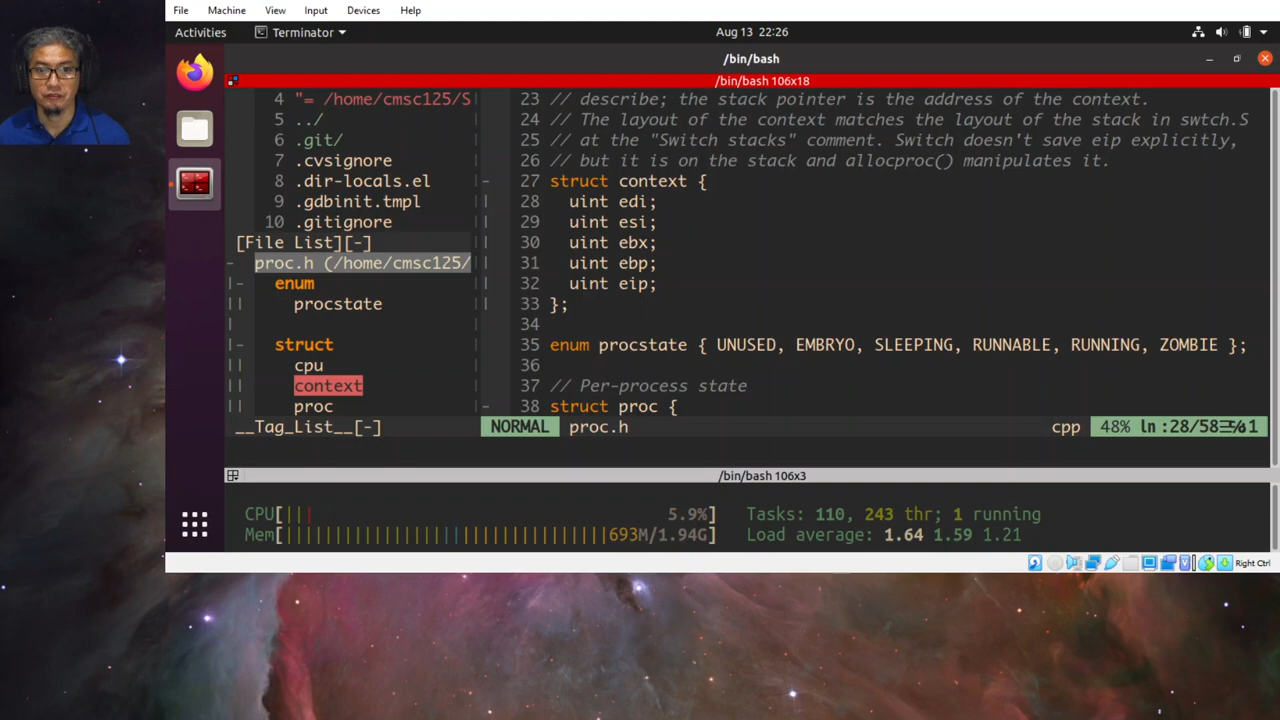 File Machine View Input Devices Help
Activities Terminator Aug 13 22:26
/bin/bash
/bin/bash 106x18
4 "= /home/cmsc125/S
5 ../
6 .git/
7 .cvsignore
8 .dir-locals.el
9 .gdbinit.tmpl
10 .gitignore
[File List][-]
proc.h (/home/cmsc125/
enum
procstate
struct
cpu
context
proc
__Tag_List__[-]
23 // describe; the stack pointer is the address of the context.
24 // The layout of the context matches the layout of the stack in swtch.S
25 // at the "Switch stacks" comment. Switch doesn't save eip explicitly,
26 // but it is on the stack and allocproc() manipulates it.
27 struct context {
28 uint edi;
29 uint esi;
30 uint ebx;
31 uint ebp;
32 uint eip;
33 };
34
35 enum procstate { UNUSED, EMBRYO, SLEEPING, RUNNABLE, RUNNING, ZOMBIE };
36
37 // Per-process state
38 struct proc {
NORMAL proc.h cpp 48% ln :28/58
/bin/bash 106x3
CPU[||| 5.9%] Tasks: 110, 243 thr; 1 running
Mem[||||||||||||||||||||||||||||||||||693M/1.94G] Load average: 1.64 1.59 1.21
Right Ctrl